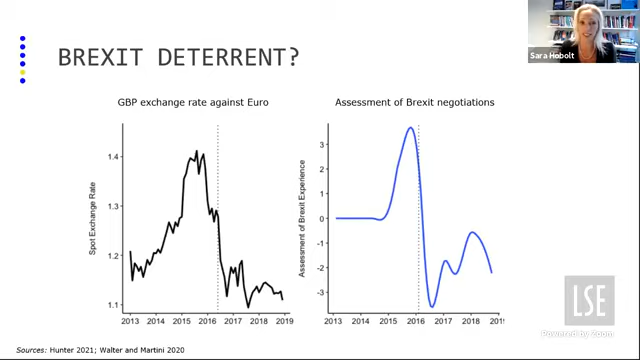 Sara Hobolt
BREXIT DETERRENT?
GBP exchange rate against Euro
Spot Exchange Rate
1.4
1.3
1.2
1.1
2013 2014 2015 2016 2017 2018 2019
Assessment of Brexit negotiations
Assessment of Brexit Experience
3
2
1
0
-1
-2
-3
2013 2014 2015 2016 2017 2018 201
LSE
Powered by Zoom
Sources: Hunter 2021; Walter and Martini 2020